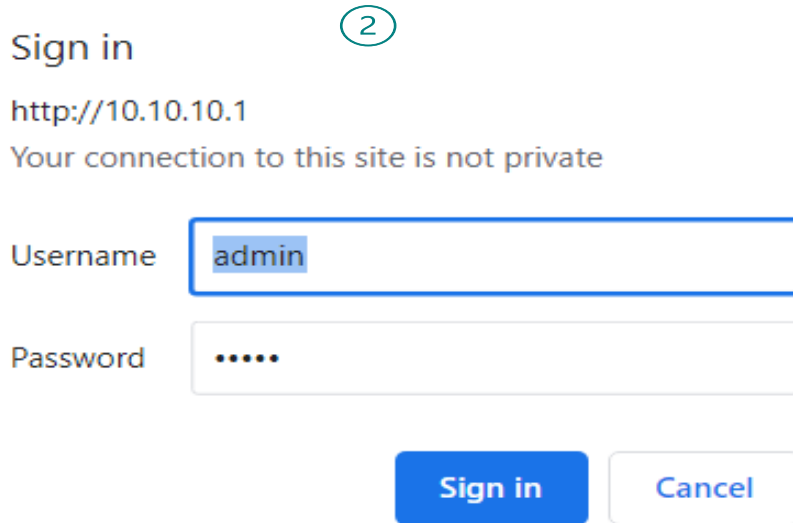 2
Sign in
http://10.10.10.1
Your connection to this site is not private
Username admin
Password •••••
Sign in Cancel